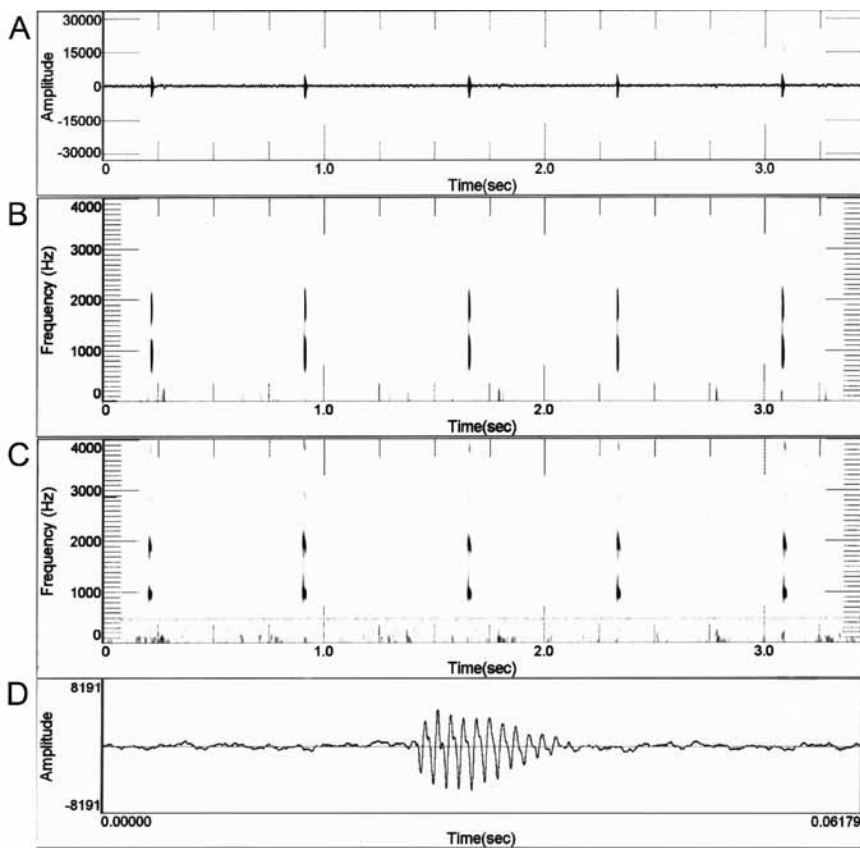 A
Amplitude
30000
15000
0
-15000
-30000
0 1.0 2.0 3.0
Time(sec)
B
Frequency (Hz)
4000
3000
2000
1000
0
0 1.0 2.0 3.0
Time(sec)
C
Frequency (Hz)
4000
3000
2000
1000
0
0 1.0 2.0 3.0
Time(sec)
D
Amplitude
8191
-8191
0.00000 0.06179
Time(sec)